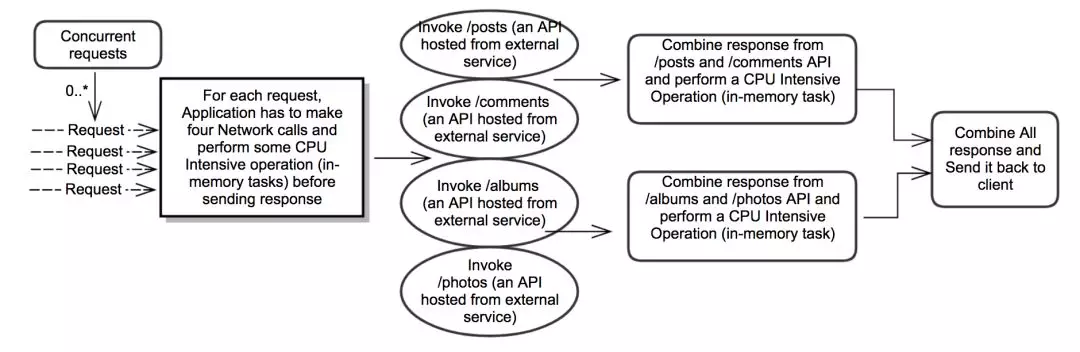 Concurrent
requests
0..*
Request
Request
Request
Request
For each request,
Application has to make
four Network calls and
perform some CPU
Intensive operation (in-
memory tasks) before
sending response
Invoke /posts (an API
hosted from external
service)
Invoke /comments
(an API hosted from
external service)
Invoke /albums
(an API hosted from
external service)
Invoke
/photos (an API
hosted from external
service)
Combine response from
/posts and /comments API
and perform a CPU Intensive
Operation (in-memory task)
Combine response from
/albums and /photos API and
perform a CPU Intensive
Operation (in-memory task)
Combine All
response and
Send it back to
client